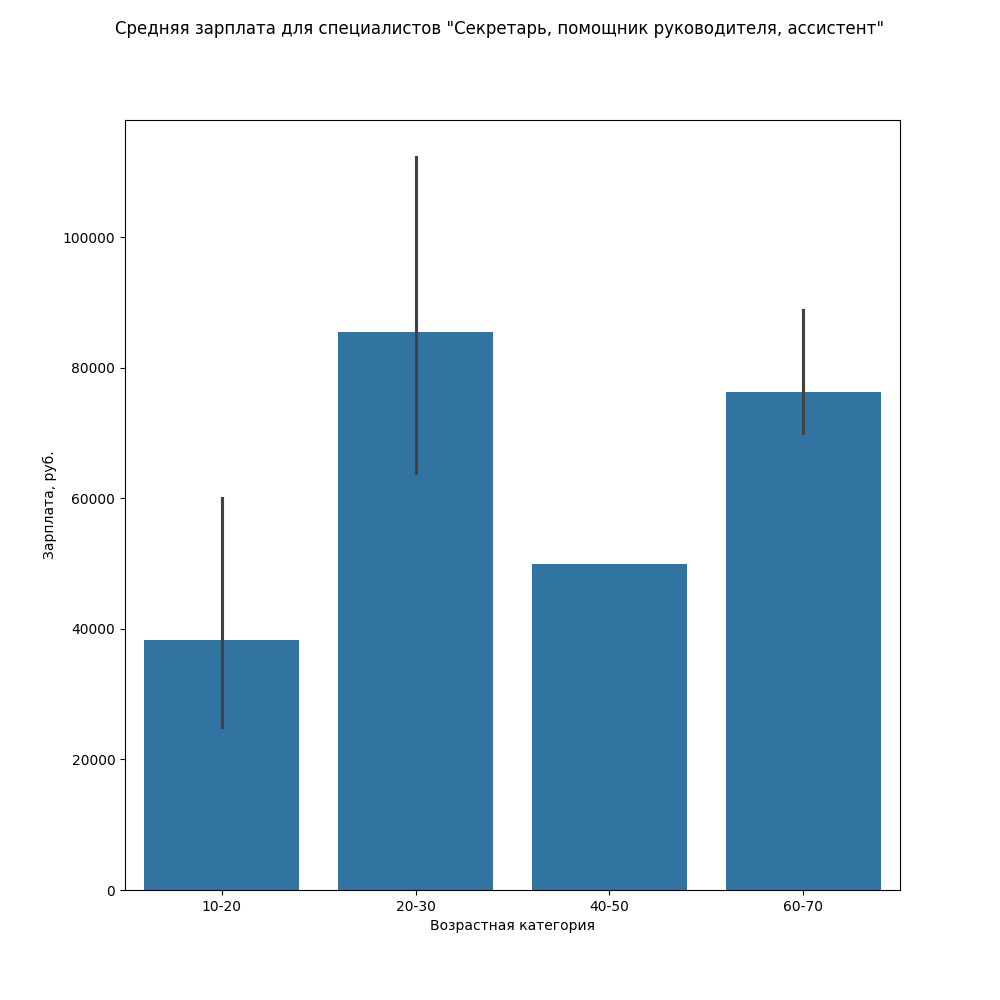 Средняя зарплата для специалистов "Секретарь, помощник руководителя, ассистент"
100000
80000
60000
40000
20000
0
Зарплата, руб.
10-20 20-30 40-50 60-70
Возрастная категория